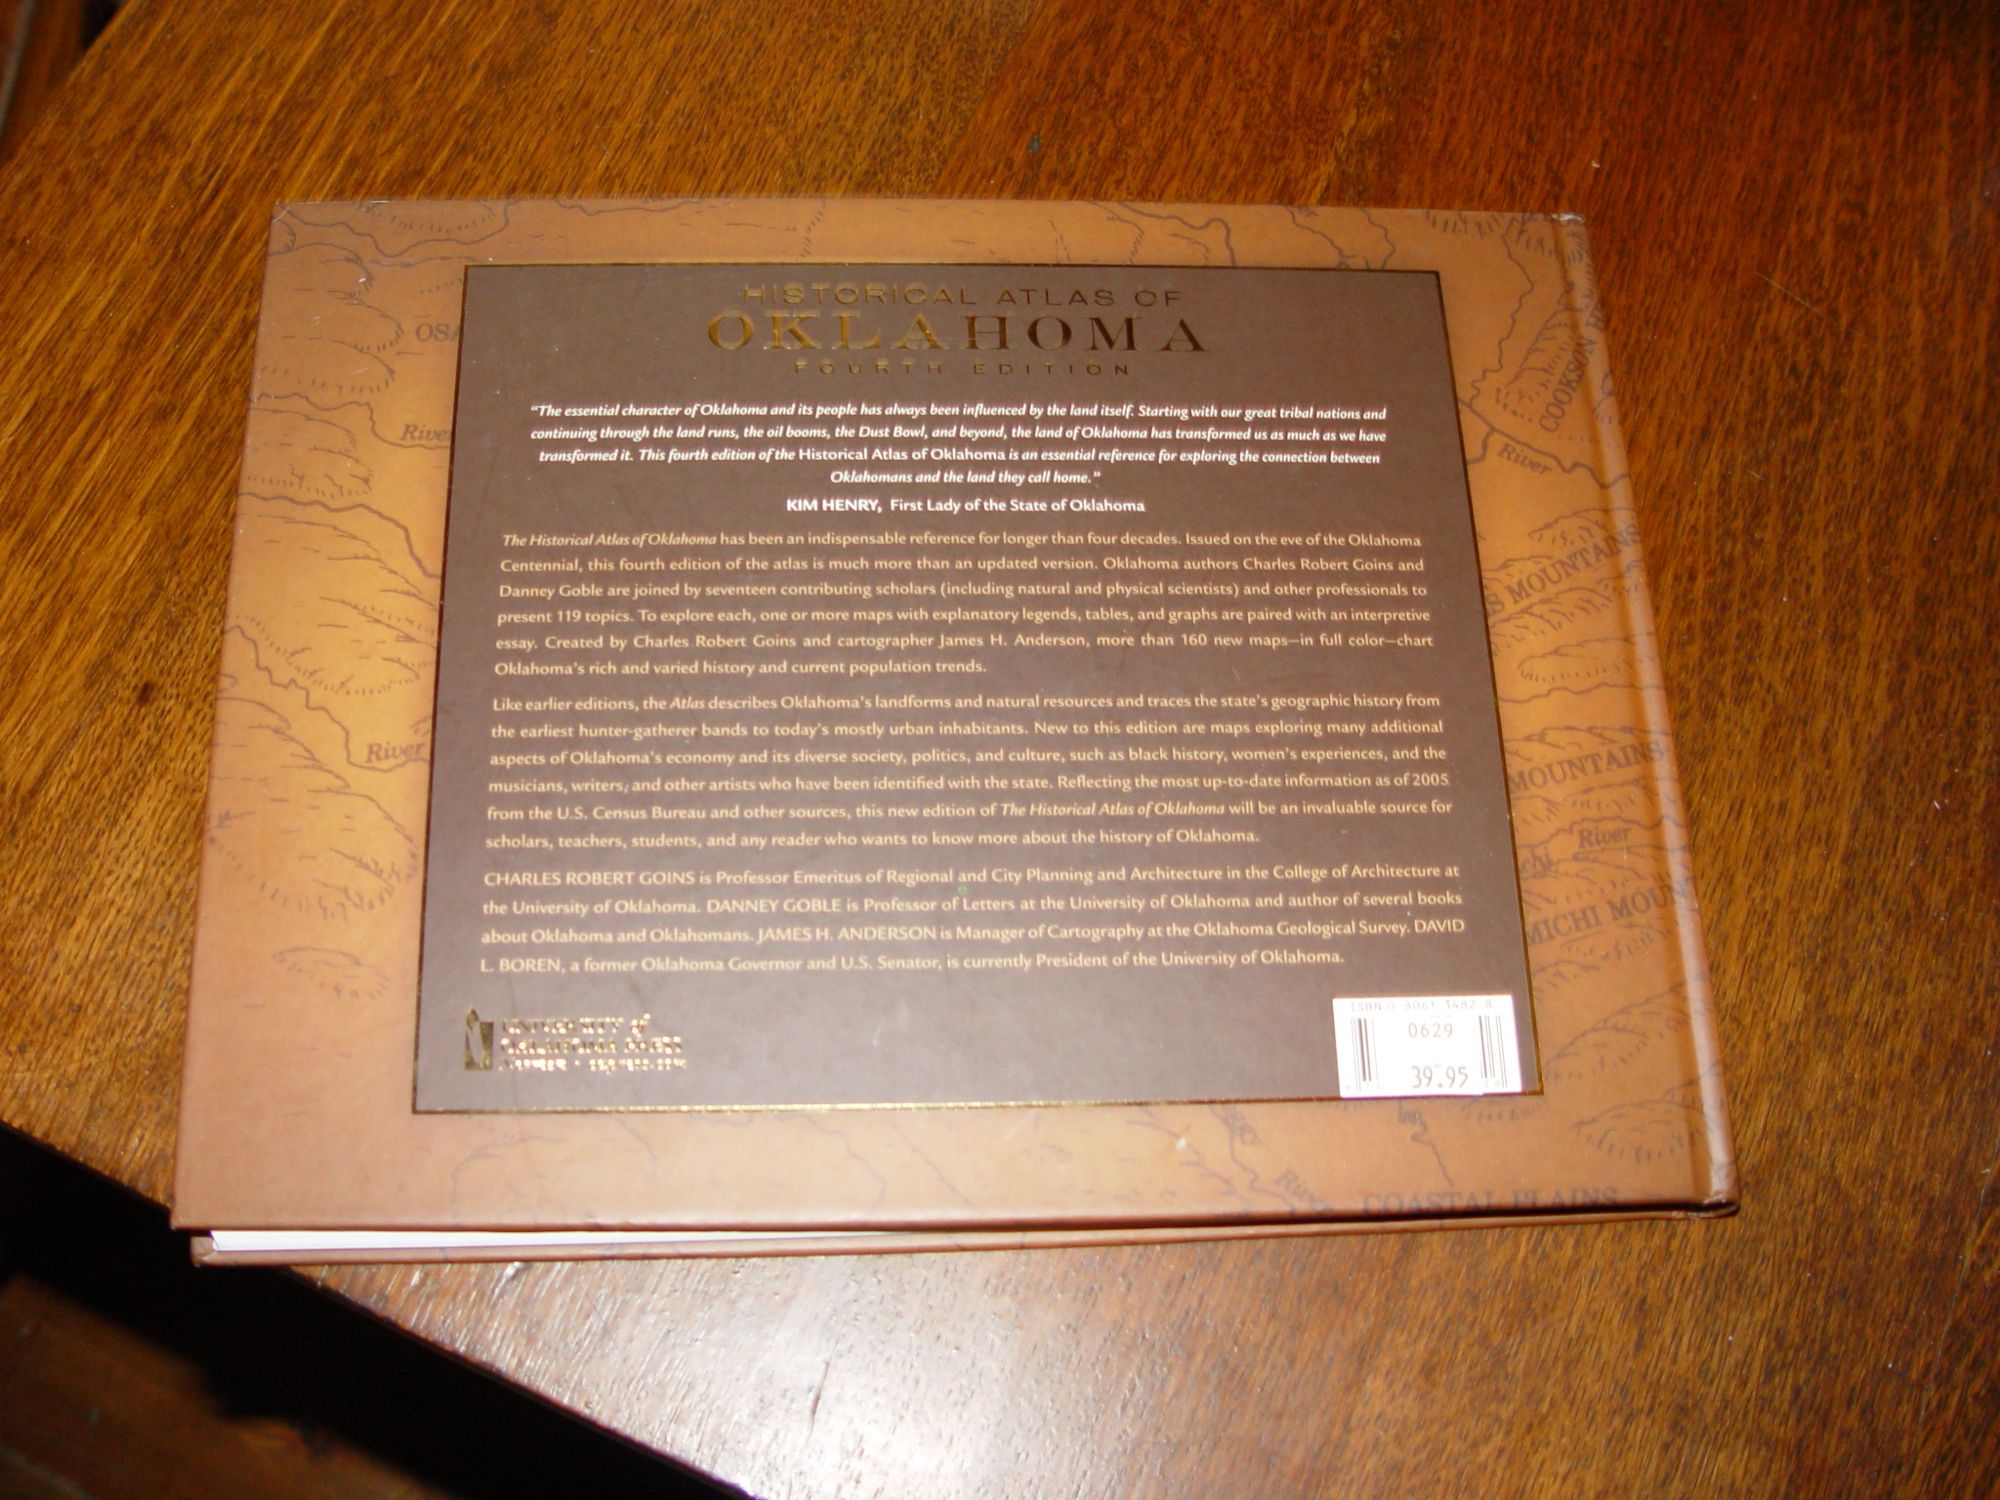 HISTORICAL ATLAS OF
OKLAHOMA
FOURTH EDITION
"The essential character of Oklahoma and its people has always been influenced by the land itself. Starting with our great tribal nations and
continuing through the land runs, the oil booms, the Dust Bowl, and beyond, the land of Oklahoma has transformed us as much as we have
transformed it. This fourth edition of the Historical Atlas of Oklahoma is an essential reference for exploring the connection between
Oklahomans and the land they call home."
KIM HENRY, First Lady of the State of Oklahoma
The Historical Atlas of Oklahoma has been an indispensable reference for longer than four decades. Issued on the eve of the Oklahoma
Centennial, this fourth edition of the atlas is much more than an updated version. Oklahoma authors Charles Robert Goins and
Danney Goble are joined by seventeen contributing scholars (including natural and physical scientists) and other professionals to
present 119 topics. To explore each, one or more maps with explanatory legends, tables, and graphs are paired with an interpretive
essay. Created by Charles Robert Goins and cartographer James H. Anderson, more than 160 new maps—in full color—chart
Oklahoma's rich and varied history and current population trends.
Like earlier editions, the Atlas describes Oklahoma's landforms and natural resources and traces the state's geographic history from
the earliest hunter-gatherer bands to today's mostly urban inhabitants. New to this edition are maps exploring many additional
aspects of Oklahoma's economy and its diverse society, politics, and culture, such as black history, women's experiences, and the
musicians, writers, and other artists who have been identified with the state. Reflecting the most up-to-date information as of 2005
from the U.S. Census Bureau and other sources, this new edition of The Historical Atlas of Oklahoma will be an invaluable source for
scholars, teachers, students, and any reader who wants to know more about the history of Oklahoma.
CHARLES ROBERT GOINS is Professor Emeritus of Regional and City Planning and Architecture in the College of Architecture at
the University of Oklahoma. DANNEY GOBLE is Professor of Letters at the University of Oklahoma and author of several books
about Oklahoma and Oklahomans. JAMES H. ANDERSON is Manager of Cartography at the Oklahoma Geological Survey. DAVID
L. BOREN, a former Oklahoma Governor and U.S. Senator, is currently President of the University of Oklahoma.
UNIVERSITY of
OKLAHOMA PRESS
ISBN 0 8061 3482 8
0629
39.95
OSA
River
River
COOKSON
River
S MOUNTAINS
MOUNTAINS
River
chi
MICHI MOUN
River
COASTAL PLAINS